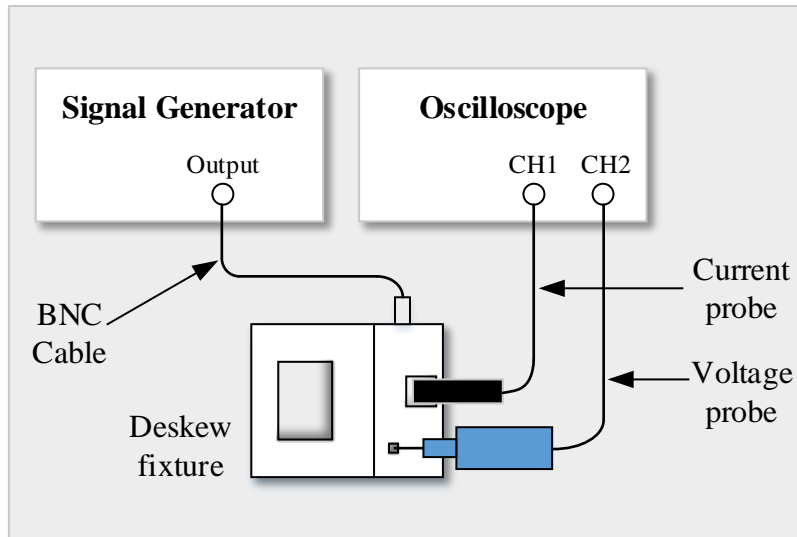 Signal Generator
Oscilloscope
Output
CH1
CH2
BNC
Cable
Current
probe
Voltage
probe
Deskew
fixture